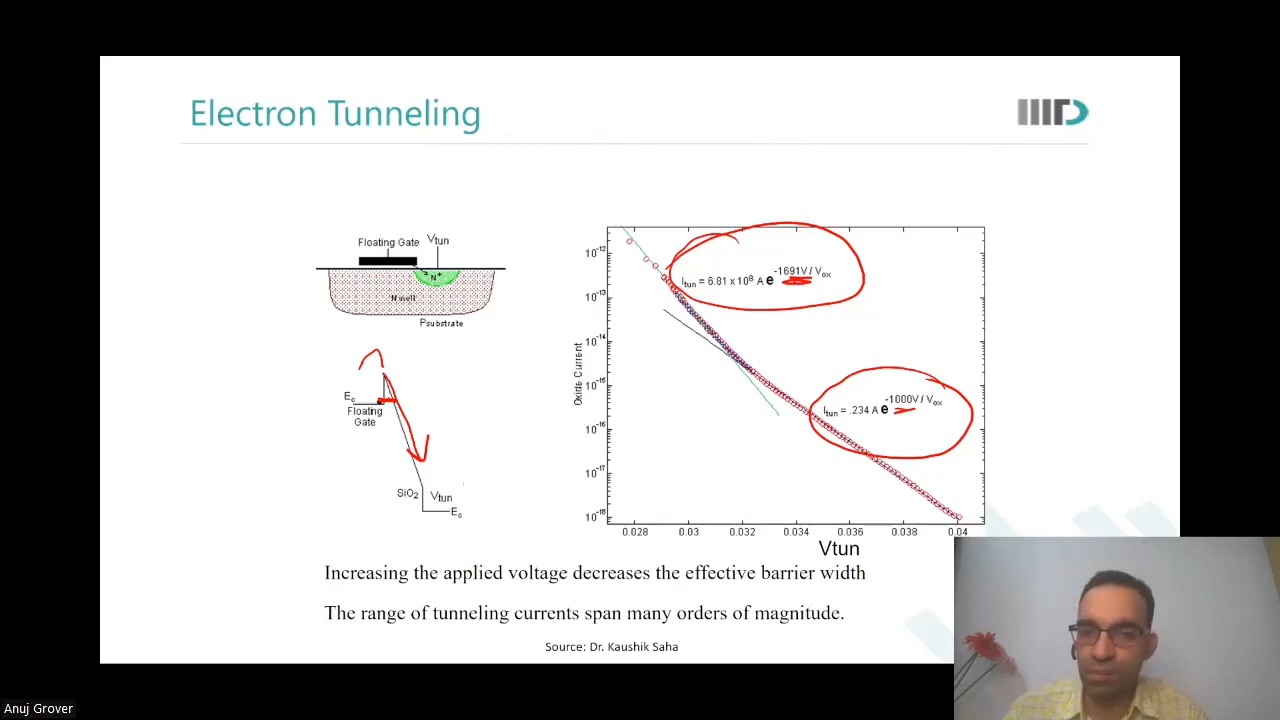 Electron Tunneling
IIITD
Floating Gate
Vtun
N+
N well
Psubstrate
Ec
Floating
Gate
SiO2
Vtun
Ec
Oxide Current
10-12
10-13
10-14
10-15
10-16
10-17
10-18
Itun = 6.81 x 108 A e-1691V / Vox
Itun = .234 A e-1000V / Vox
0.028 0.03 0.032 0.034 0.036 0.038 0.04
Vtun
Increasing the applied voltage decreases the effective barrier width
The range of tunneling currents span many orders of magnitude.
Source: Dr. Kaushik Saha
Anuj Grover